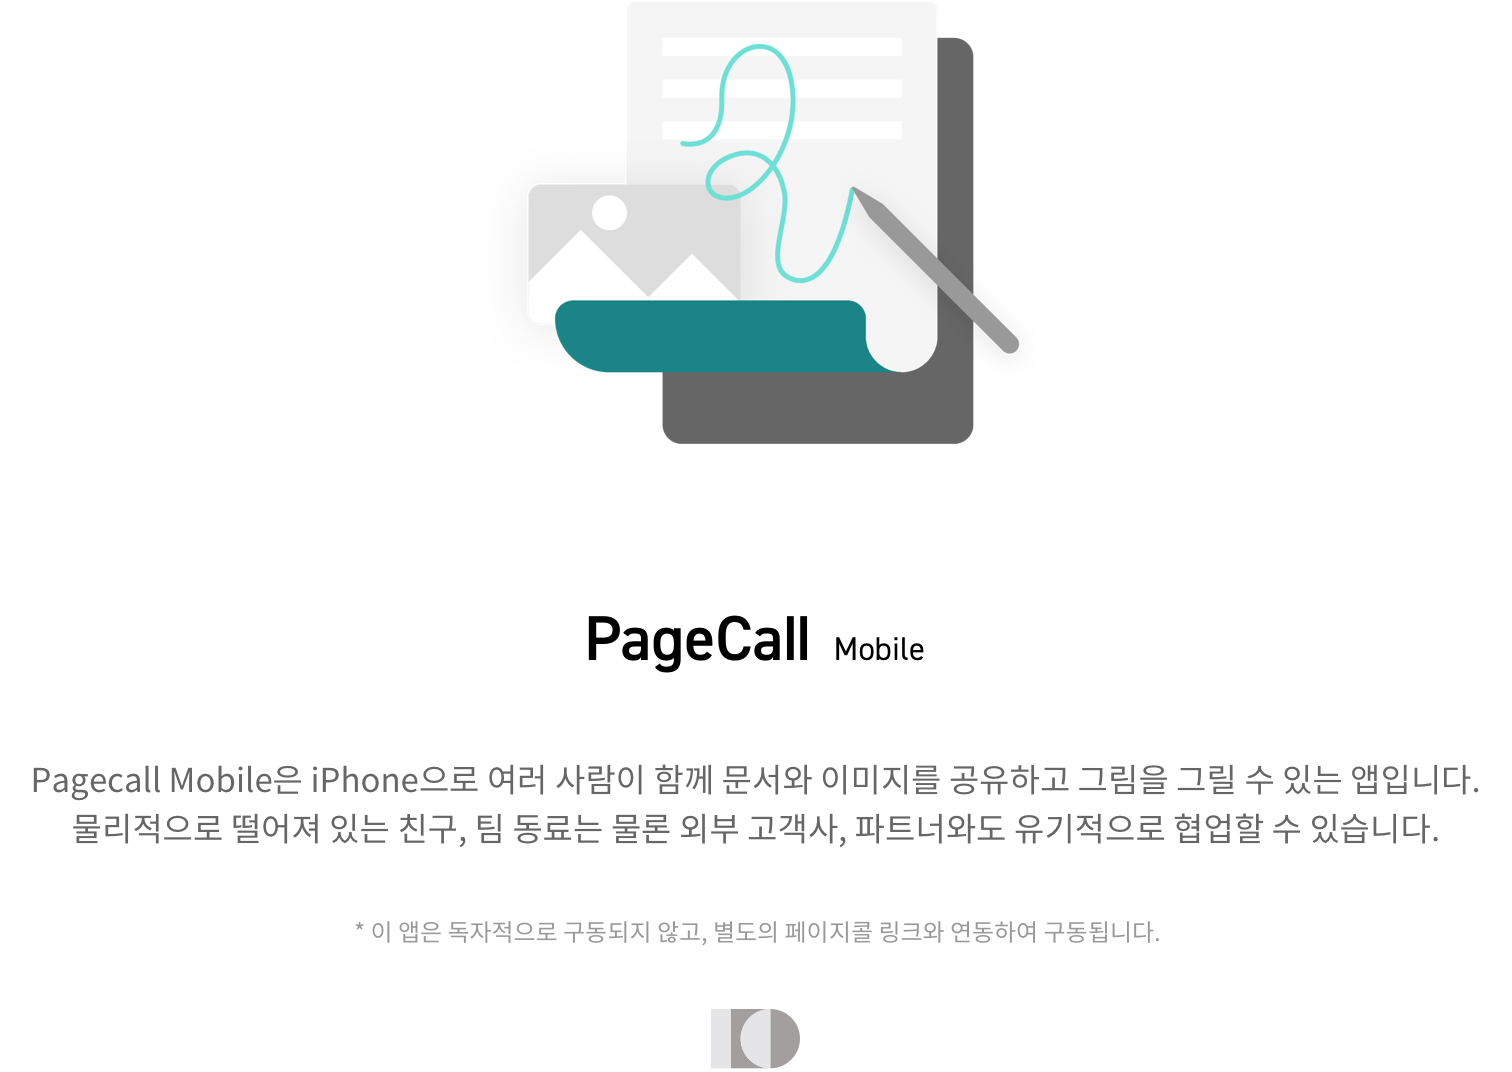 PageCall Mobile
Pagecall Mobile은 iPhone으로 여러 사람이 함께 문서와 이미지를 공유하고 그림을 그릴 수 있는 앱입니다.
물리적으로 떨어져 있는 친구, 팀 동료는 물론 외부 고객사, 파트너와도 유기적으로 협업할 수 있습니다.
* 이 앱은 독자적으로 구동되지 않고, 별도의 페이지콜 링크와 연동하여 구동됩니다.